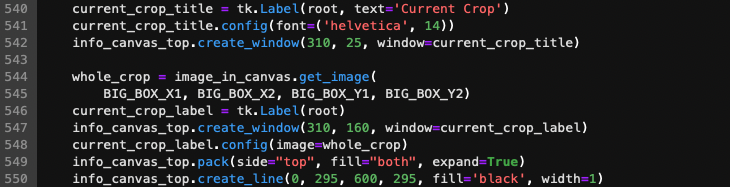 540 current_crop_title = tk.Label(root, text='Current Crop')
541 current_crop_title.config(font=('helvetica', 14))
542 info_canvas_top.create_window(310, 25, window=current_crop_title)
543
544 whole_crop = image_in_canvas.get_image(
545 BIG_BOX_X1, BIG_BOX_X2, BIG_BOX_Y1, BIG_BOX_Y2)
546 current_crop_label = tk.Label(root)
547 info_canvas_top.create_window(310, 160, window=current_crop_label)
548 current_crop_label.config(image=whole_crop)
549 info_canvas_top.pack(side="top", fill="both", expand=True)
550 info_canvas_top.create_line(0, 295, 600, 295, fill='black', width=1)